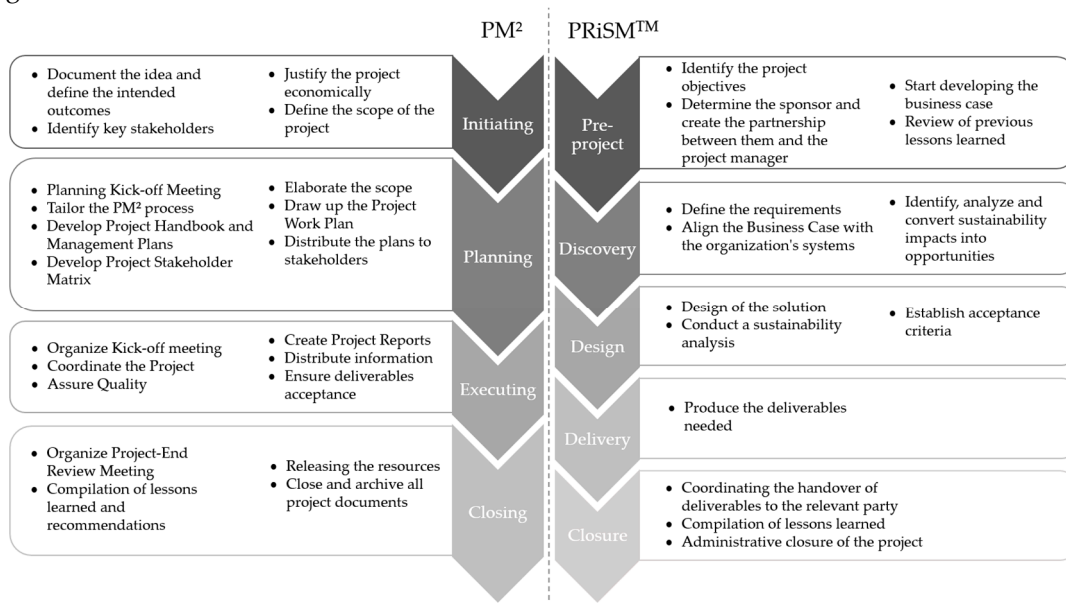 PM²
PRiSM™
• Document the idea and
define the intended
outcomes
• Identify key stakeholders
• Justify the project
economically
• Define the scope of the
project
Initiating
Pre-
project
• Identify the project
objectives
• Determine the sponsor and
create the partnership
between them and the
project manager
• Start developing the
business case
• Review of previous
lessons learned
• Planning Kick-off Meeting
• Tailor the PM² process
• Develop Project Handbook and
Management Plans
• Develop Project Stakeholder
Matrix
• Elaborate the scope
• Draw up the Project
Work Plan
• Distribute the plans to
stakeholders
Planning
Discovery
• Define the requirements
• Align the Business Case with
the organization's systems
• Identify, analyze and
convert sustainability
impacts into
opportunities
• Organize Kick-off meeting
• Coordinate the Project
• Assure Quality
• Create Project Reports
• Distribute information
• Ensure deliverables
acceptance
Executing
Design
• Design of the solution
• Conduct a sustainability
analysis
• Establish acceptance
criteria
Delivery
• Produce the deliverables
needed
• Organize Project-End
Review Meeting
• Compilation of lessons
learned and
recommendations
• Releasing the resources
• Close and archive all
project documents
Closing
Closure
• Coordinating the handover of
deliverables to the relevant party
• Compilation of lessons learned
• Administrative closure of the project